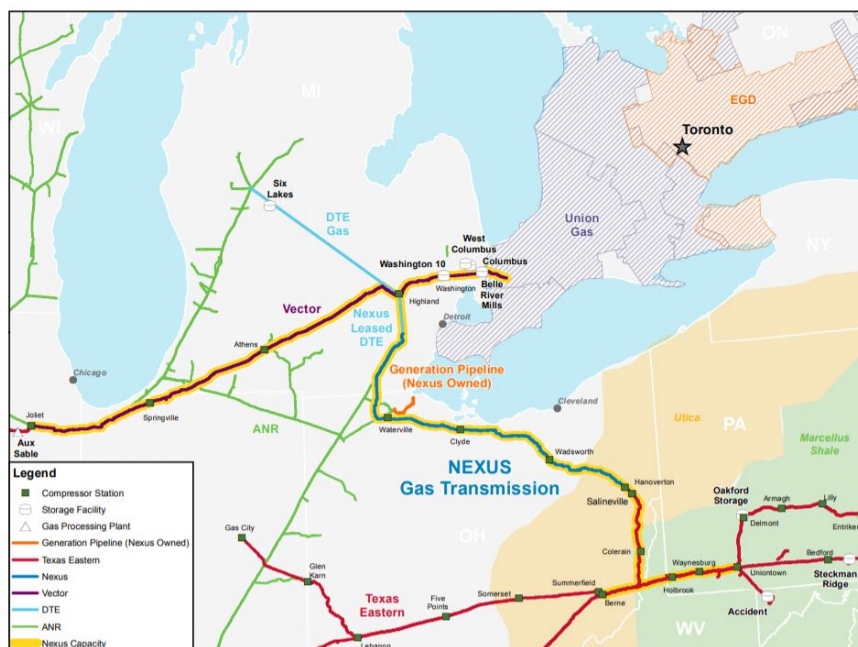 ON
MI
WI
EGD
Toronto
Six
Lakes
DTE
Gas
Union
Gas
NY
West
Columbus
Columbus
Washington 10
Washington
Belle
River
Mills
Highland
Vector
Nexus
Leased
DTE
Detroit
Athens
Generation Pipeline
(Nexus Owned)
Chicago
Cleveland
Springville
Joliet
Aux
Sable
ANR
Waterville
Clyde
Utica
PA
Marcellus
Shale
Wadsworth
NEXUS
Gas Transmission
Hanoverton
Salineville
Oakford
Storage
Armagh
Lilly
Delmont
Entriken
OH
Gas City
Colerain
Glen
Karn
Waynesburg
Bedford
Uniontown
Summerfield
Holbrook
Steckman
Ridge
Somerset
Berne
Five
Points
Texas
Eastern
Accident
Lebanon
WV
Legend
Compressor Station
Storage Facility
Gas Processing Plant
Generation Pipeline (Nexus Owned)
Texas Eastern
Nexus
Vector
DTE
ANR
Nexus Capacity